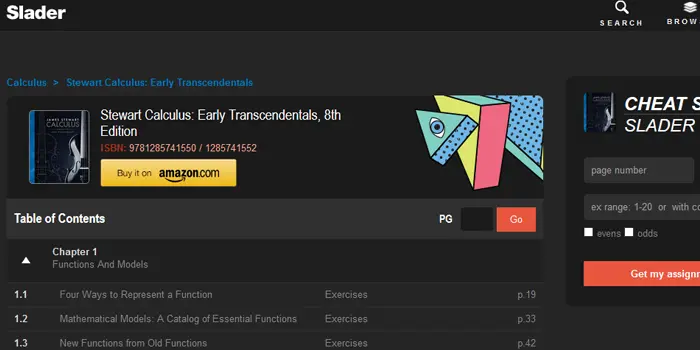 Slader
SEARCH
BROW
Calculus > Stewart Calculus: Early Transcendentals
Stewart Calculus: Early Transcendentals, 8th
Edition
ISBN: 9781285741550 / 1285741552
Buy it on amazon.com
Table of Contents
PG
Go
Chapter 1
Functions And Models
1.1 Four Ways to Represent a Function Exercises p.19
1.2 Mathematical Models: A Catalog of Essential Functions Exercises p.33
1.3 New Functions from Old Functions Exercises p.42
JAMES STEWART
CALCULUS
CHEAT S
SLADER
page number
ex range: 1-20 or with co
evens odds
Get my assignm